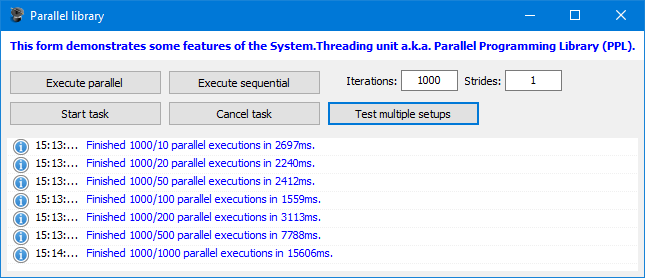 Parallel library
This form demonstrates some features of the System.Threading unit a.k.a. Parallel Programming Library (PPL).
Execute parallel Execute sequential Iterations: 1000 Strides: 1
Start task Cancel task Test multiple setups
15:13:... Finished 1000/10 parallel executions in 2697ms.
15:13:... Finished 1000/20 parallel executions in 2240ms.
15:13:... Finished 1000/50 parallel executions in 2412ms.
15:13:... Finished 1000/100 parallel executions in 1559ms.
15:13:... Finished 1000/200 parallel executions in 3113ms.
15:13:... Finished 1000/500 parallel executions in 7788ms.
15:14:... Finished 1000/1000 parallel executions in 15606ms.